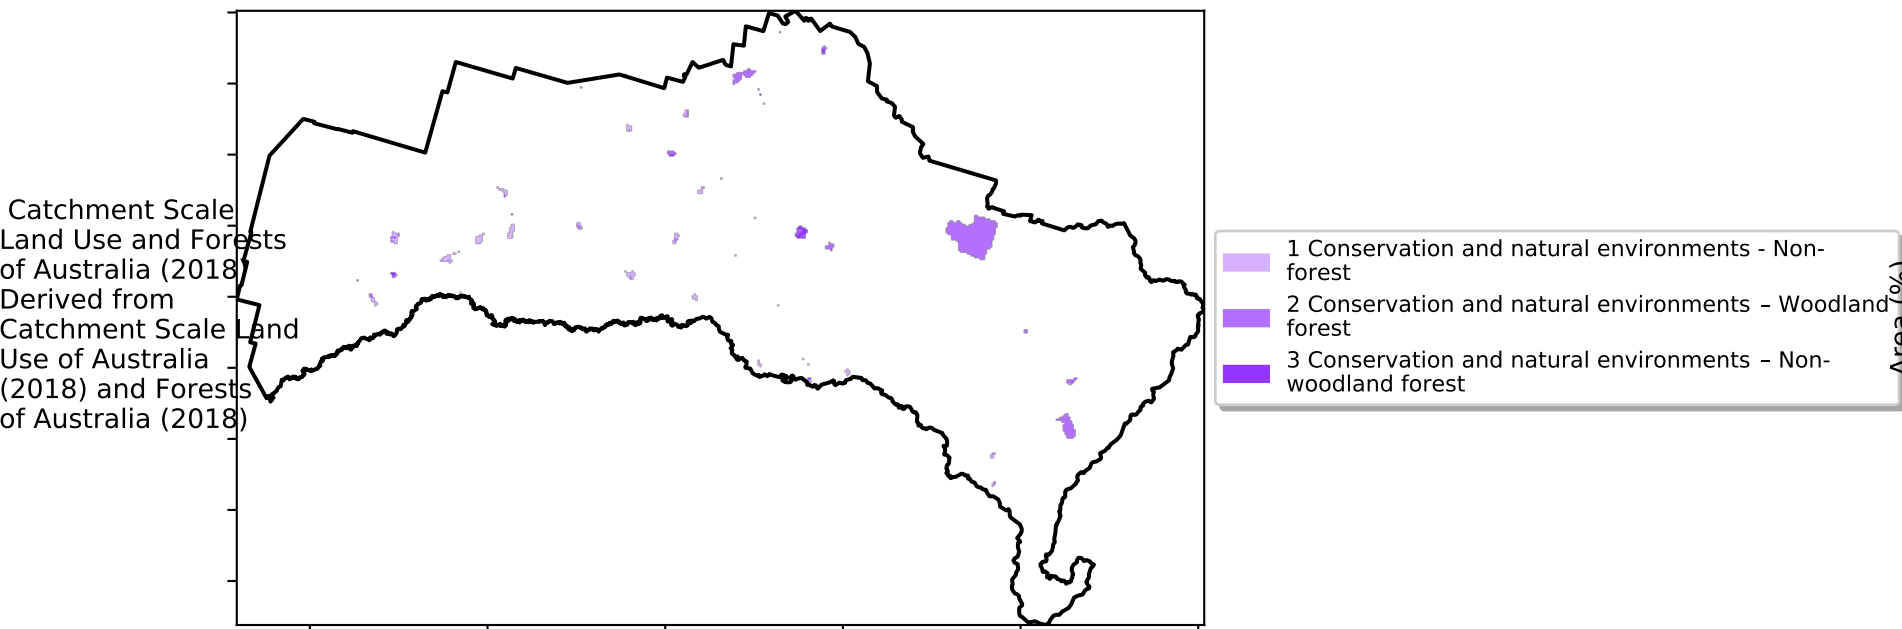 Catchment Scale
Land Use and Forests
of Australia (2018)
Derived from
Catchment Scale Land
Use of Australia
(2018) and Forests
of Australia (2018)
1 Conservation and natural environments - Non-
forest
2 Conservation and natural environments – Woodland
forest
3 Conservation and natural environments – Non-
woodland forest
Area (%)